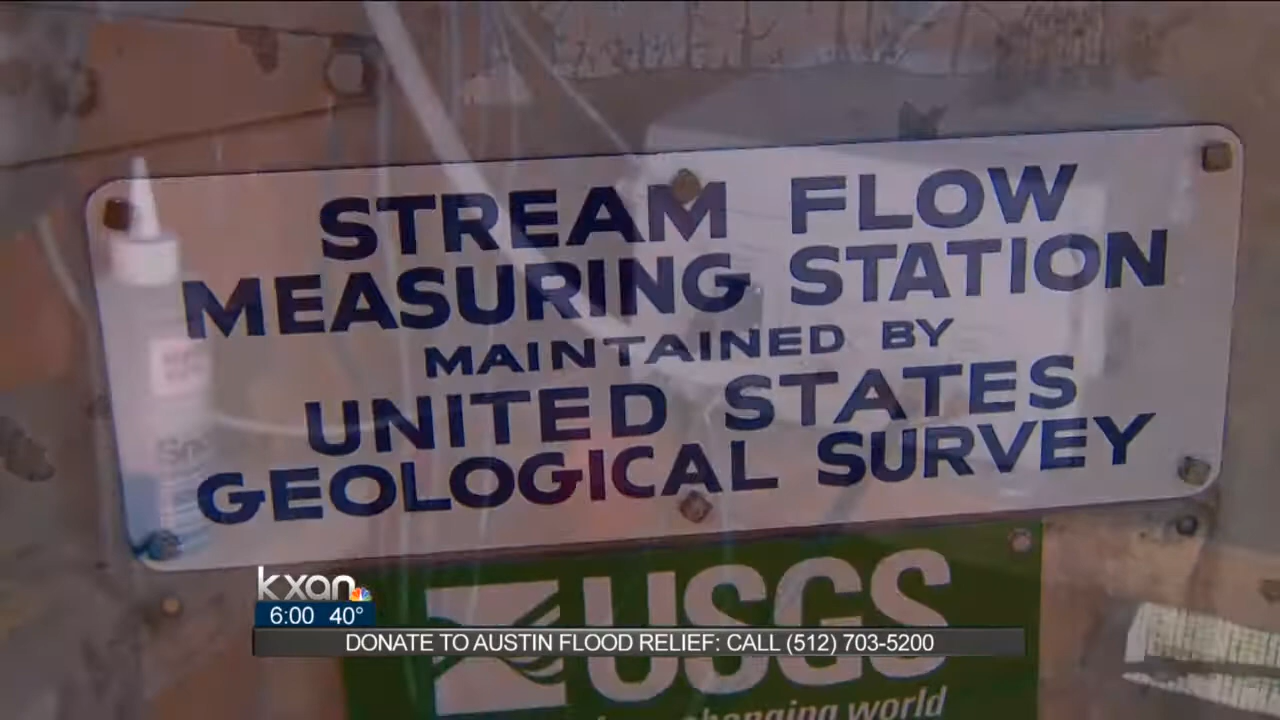 STREAM FLOW
MEASURING STATION
MAINTAINED BY
UNITED STATES
GEOLOGICAL SURVEY
USGS
changing world
kxan
6:00 40°
DONATE TO AUSTIN FLOOD RELIEF: CALL (512) 703-5200